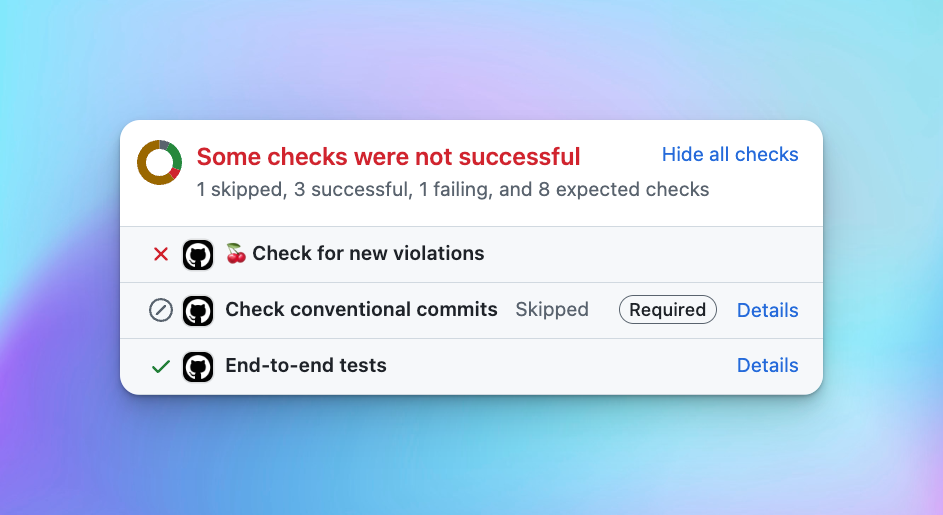 Some checks were not successful
Hide all checks
1 skipped, 3 successful, 1 failing, and 8 expected checks
🍒 Check for new violations
Check conventional commits Skipped Required Details
End-to-end tests Details